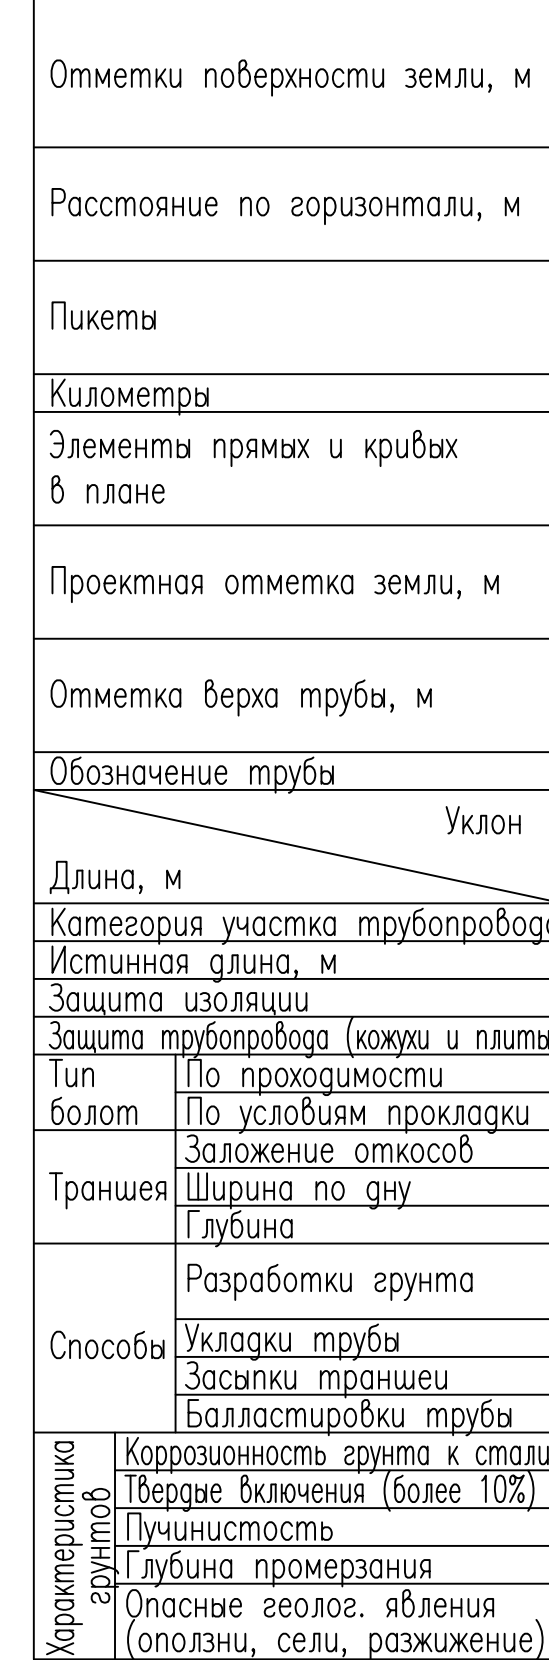 Отметки поверхности земли, м
Расстояние по горизонтали, м
Пикеты
Километры
Элементы прямых и кривых
в плане
Проектная отметка земли, м
Отметка верха трубы, м
Обозначение трубы
Уклон
Длина, м
Категория участка трубопровода
Истинная длина, м
Защита изоляции
Защита трубопровода (кожухи и плиты
Тип
болот
По проходимости
По условиям прокладки
Траншея
Заложение откосов
Ширина по дну
Глубина
Способы
Разработки грунта
Укладки трубы
Засыпки траншеи
Балластировки трубы
Характеристика
грунтов
Коррозионность грунта к стали
Твердые включения (более 10%)
Пучинистость
Глубина промерзания
Опасные геолог. явления
(оползни, сели, разжижение)